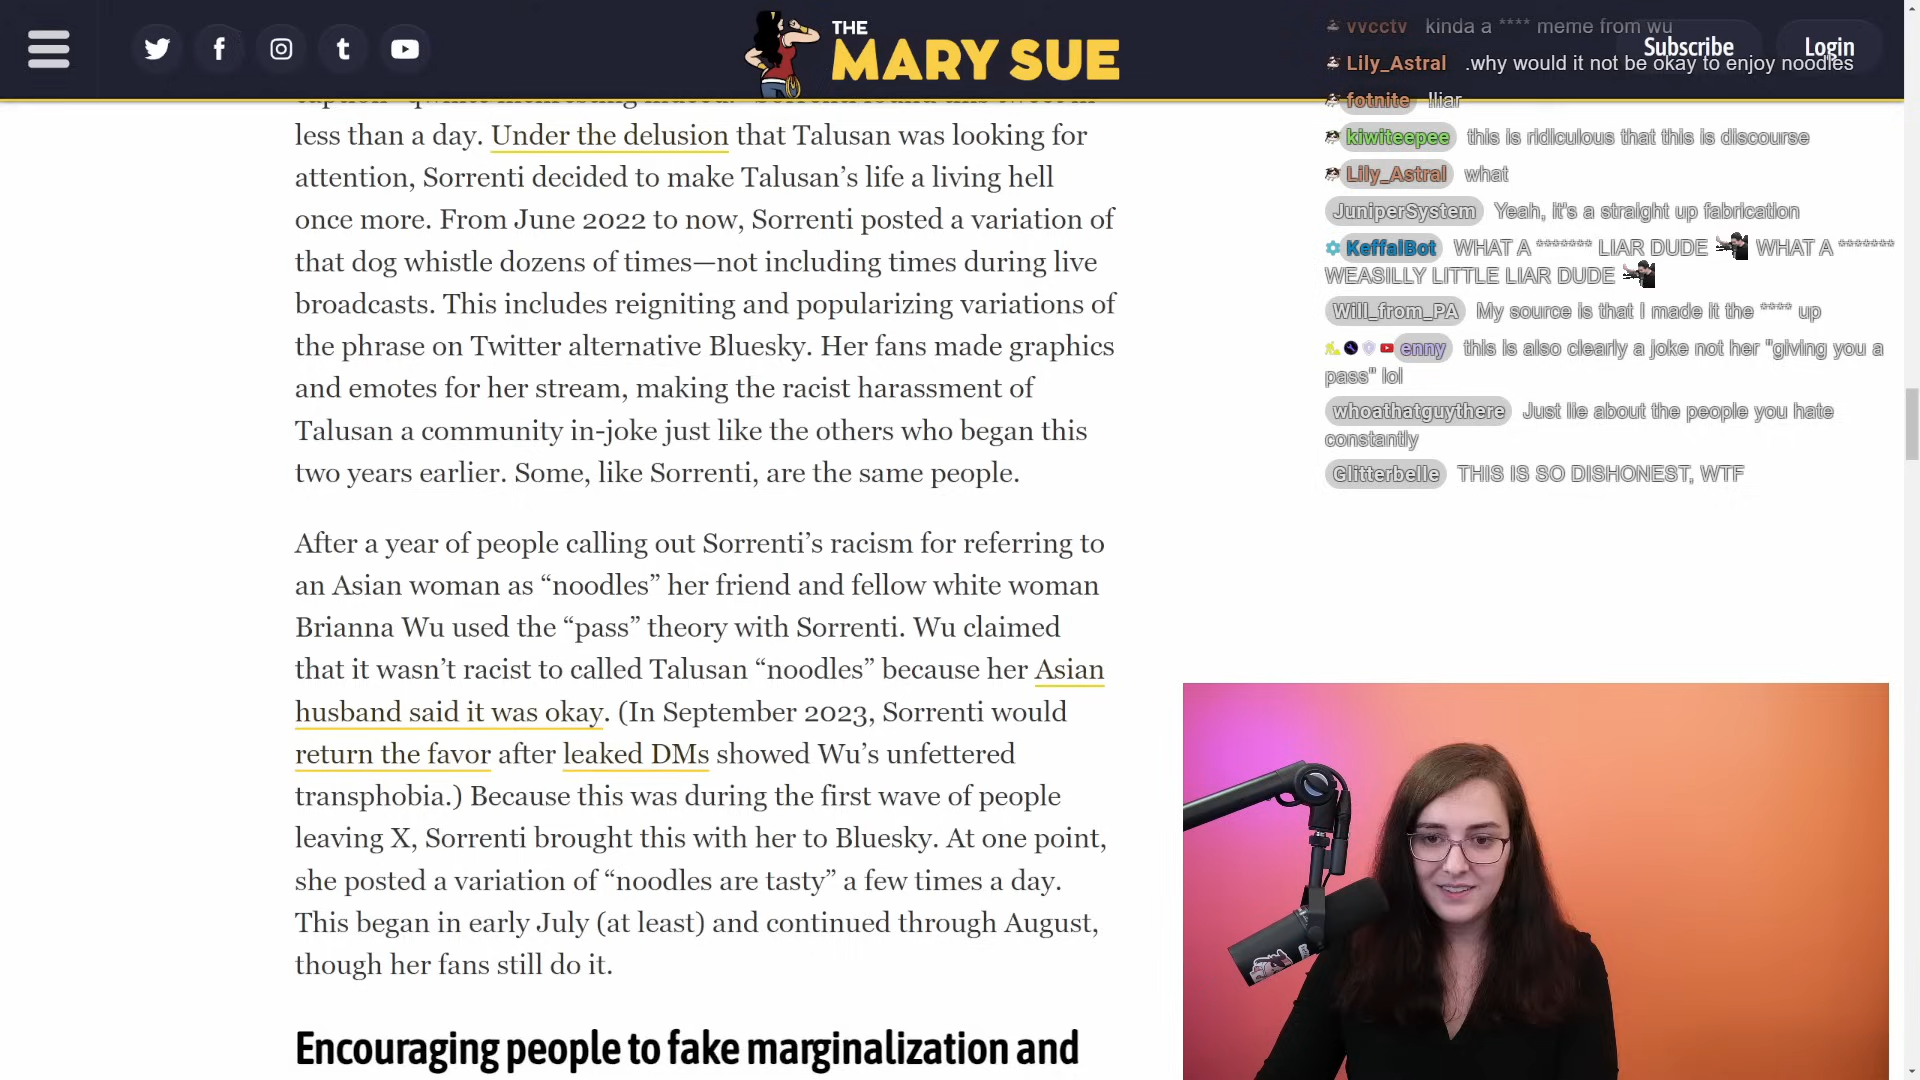 THE
MARY SUE
Subscribe
Login
less than a day. Under the delusion that Talusan was looking for
attention, Sorrenti decided to make Talusan’s life a living hell
once more. From June 2022 to now, Sorrenti posted a variation of
that dog whistle dozens of times—not including times during live
broadcasts. This includes reigniting and popularizing variations of
the phrase on Twitter alternative Bluesky. Her fans made graphics
and emotes for her stream, making the racist harassment of
Talusan a community in-joke just like the others who began this
two years earlier. Some, like Sorrenti, are the same people.
After a year of people calling out Sorrenti’s racism for referring to
an Asian woman as “noodles” her friend and fellow white woman
Brianna Wu used the “pass” theory with Sorrenti. Wu claimed
that it wasn’t racist to called Talusan “noodles” because her Asian
husband said it was okay. (In September 2023, Sorrenti would
return the favor after leaked DMs showed Wu’s unfettered
transphobia.) Because this was during the first wave of people
leaving X, Sorrenti brought this with her to Bluesky. At one point,
she posted a variation of “noodles are tasty” a few times a day.
This began in early July (at least) and continued through August,
though her fans still do it.
Encouraging people to fake marginalization and
vvcctv kinda a **** meme from wu
Lily_Astral .why would it not be okay to enjoy noodles
fotnite !liar
kiwiteepee this is ridiculous that this is discourse
Lily_Astral what
JuniperSystem Yeah, it's a straight up fabrication
KeffalBot WHAT A ******* LIAR DUDE WHAT A *******
WEASILLY LITTLE LIAR DUDE
Will_from_PA My source is that I made it the **** up
enny this is also clearly a joke not her "giving you a
pass" lol
whoathatguythere Just lie about the people you hate
constantly
Glitterbelle THIS IS SO DISHONEST, WTF